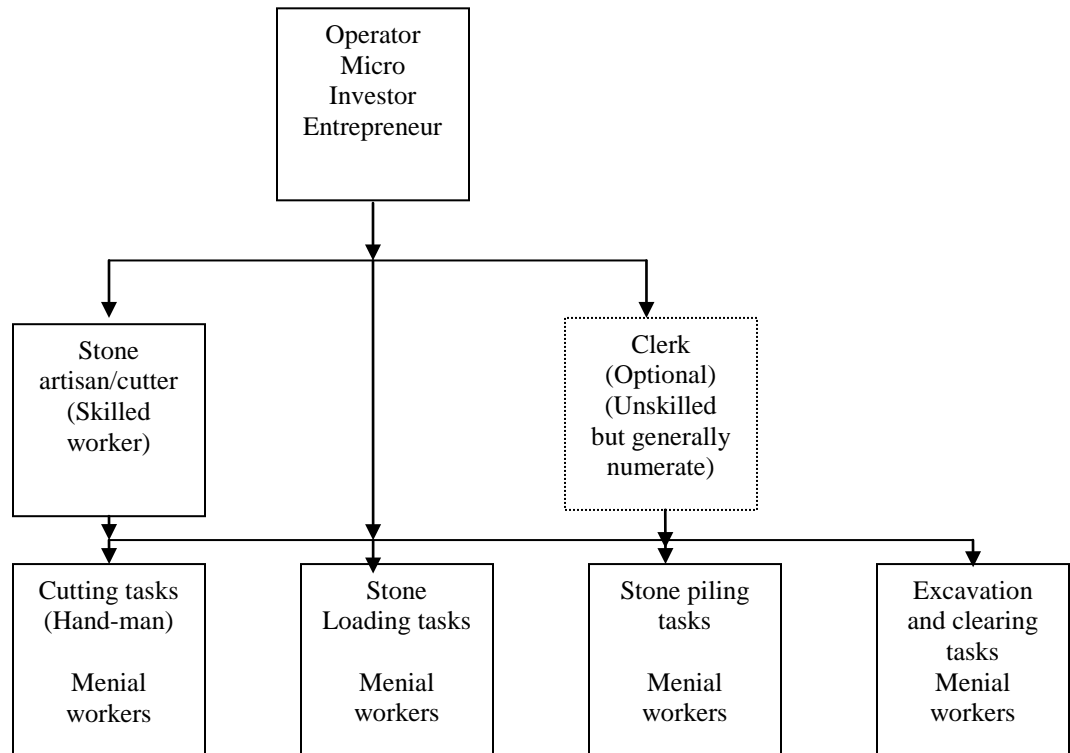 Operator
Micro
Investor
Entrepreneur
Stone
artisan/cutter
(Skilled
worker)
Clerk
(Optional)
(Unskilled
but generally
numerate)
Cutting tasks
(Hand-man)
Menial
workers
Stone
Loading tasks
Menial
workers
Stone piling
tasks
Menial
workers
Excavation
and clearing
tasks
Menial
workers